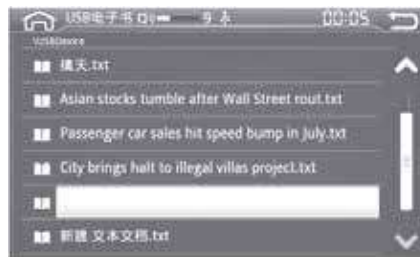 USB电子书 9 00:05
USBDevice
天.txt
Asian stocks tumble after Wall Street rout.txt
Passenger car sales hit speed bump in July.txt
City brings halt to illegal villas project.txt
新建 文本文档.txt